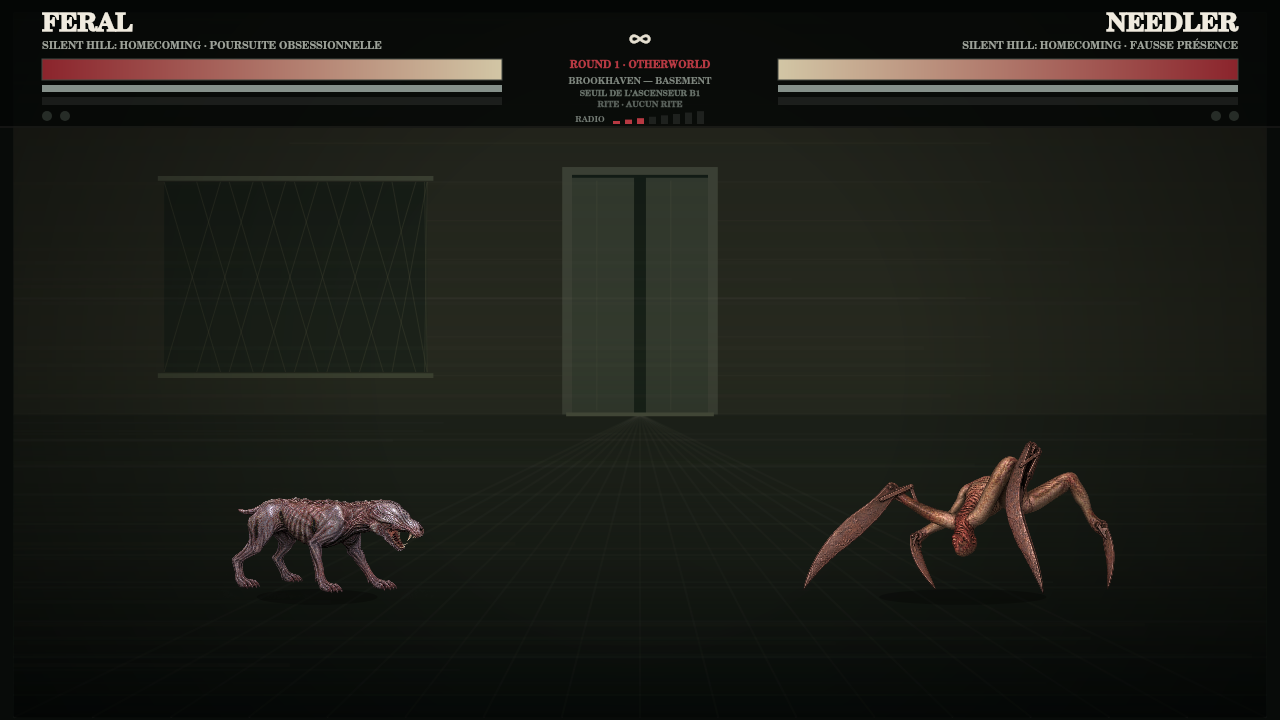 FERAL
SILENT HILL: HOMECOMING · POURSUITE OBSESSIONNELLE
∞
ROUND 1 · OTHERWORLD
BROOKHAVEN — BASEMENT
SEUIL DE L'ASCENSEUR B1
RITE · AUCUN RITE
RADIO
NEEDLER
SILENT HILL: HOMECOMING · FAUSSE PRÉSENCE